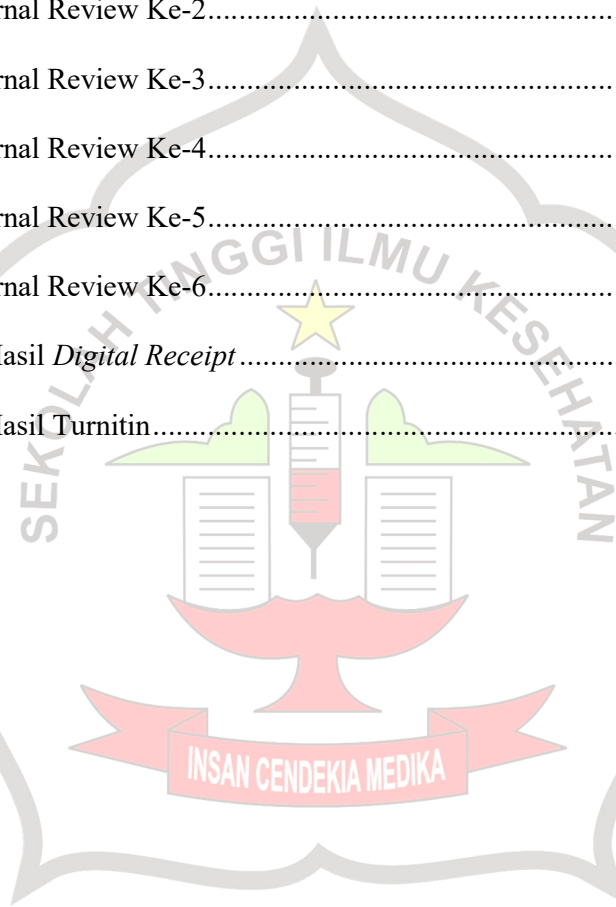 rnal Review Ke-2
rnal Review Ke-3
rnal Review Ke-4
rnal Review Ke-5
rnal Review Ke-6
Hasil Digital Receipt
Hasil Turnitin
SEKOLAH TINGGI ILMU KESEHATAN
INSAN CENDEKIA MEDIKA